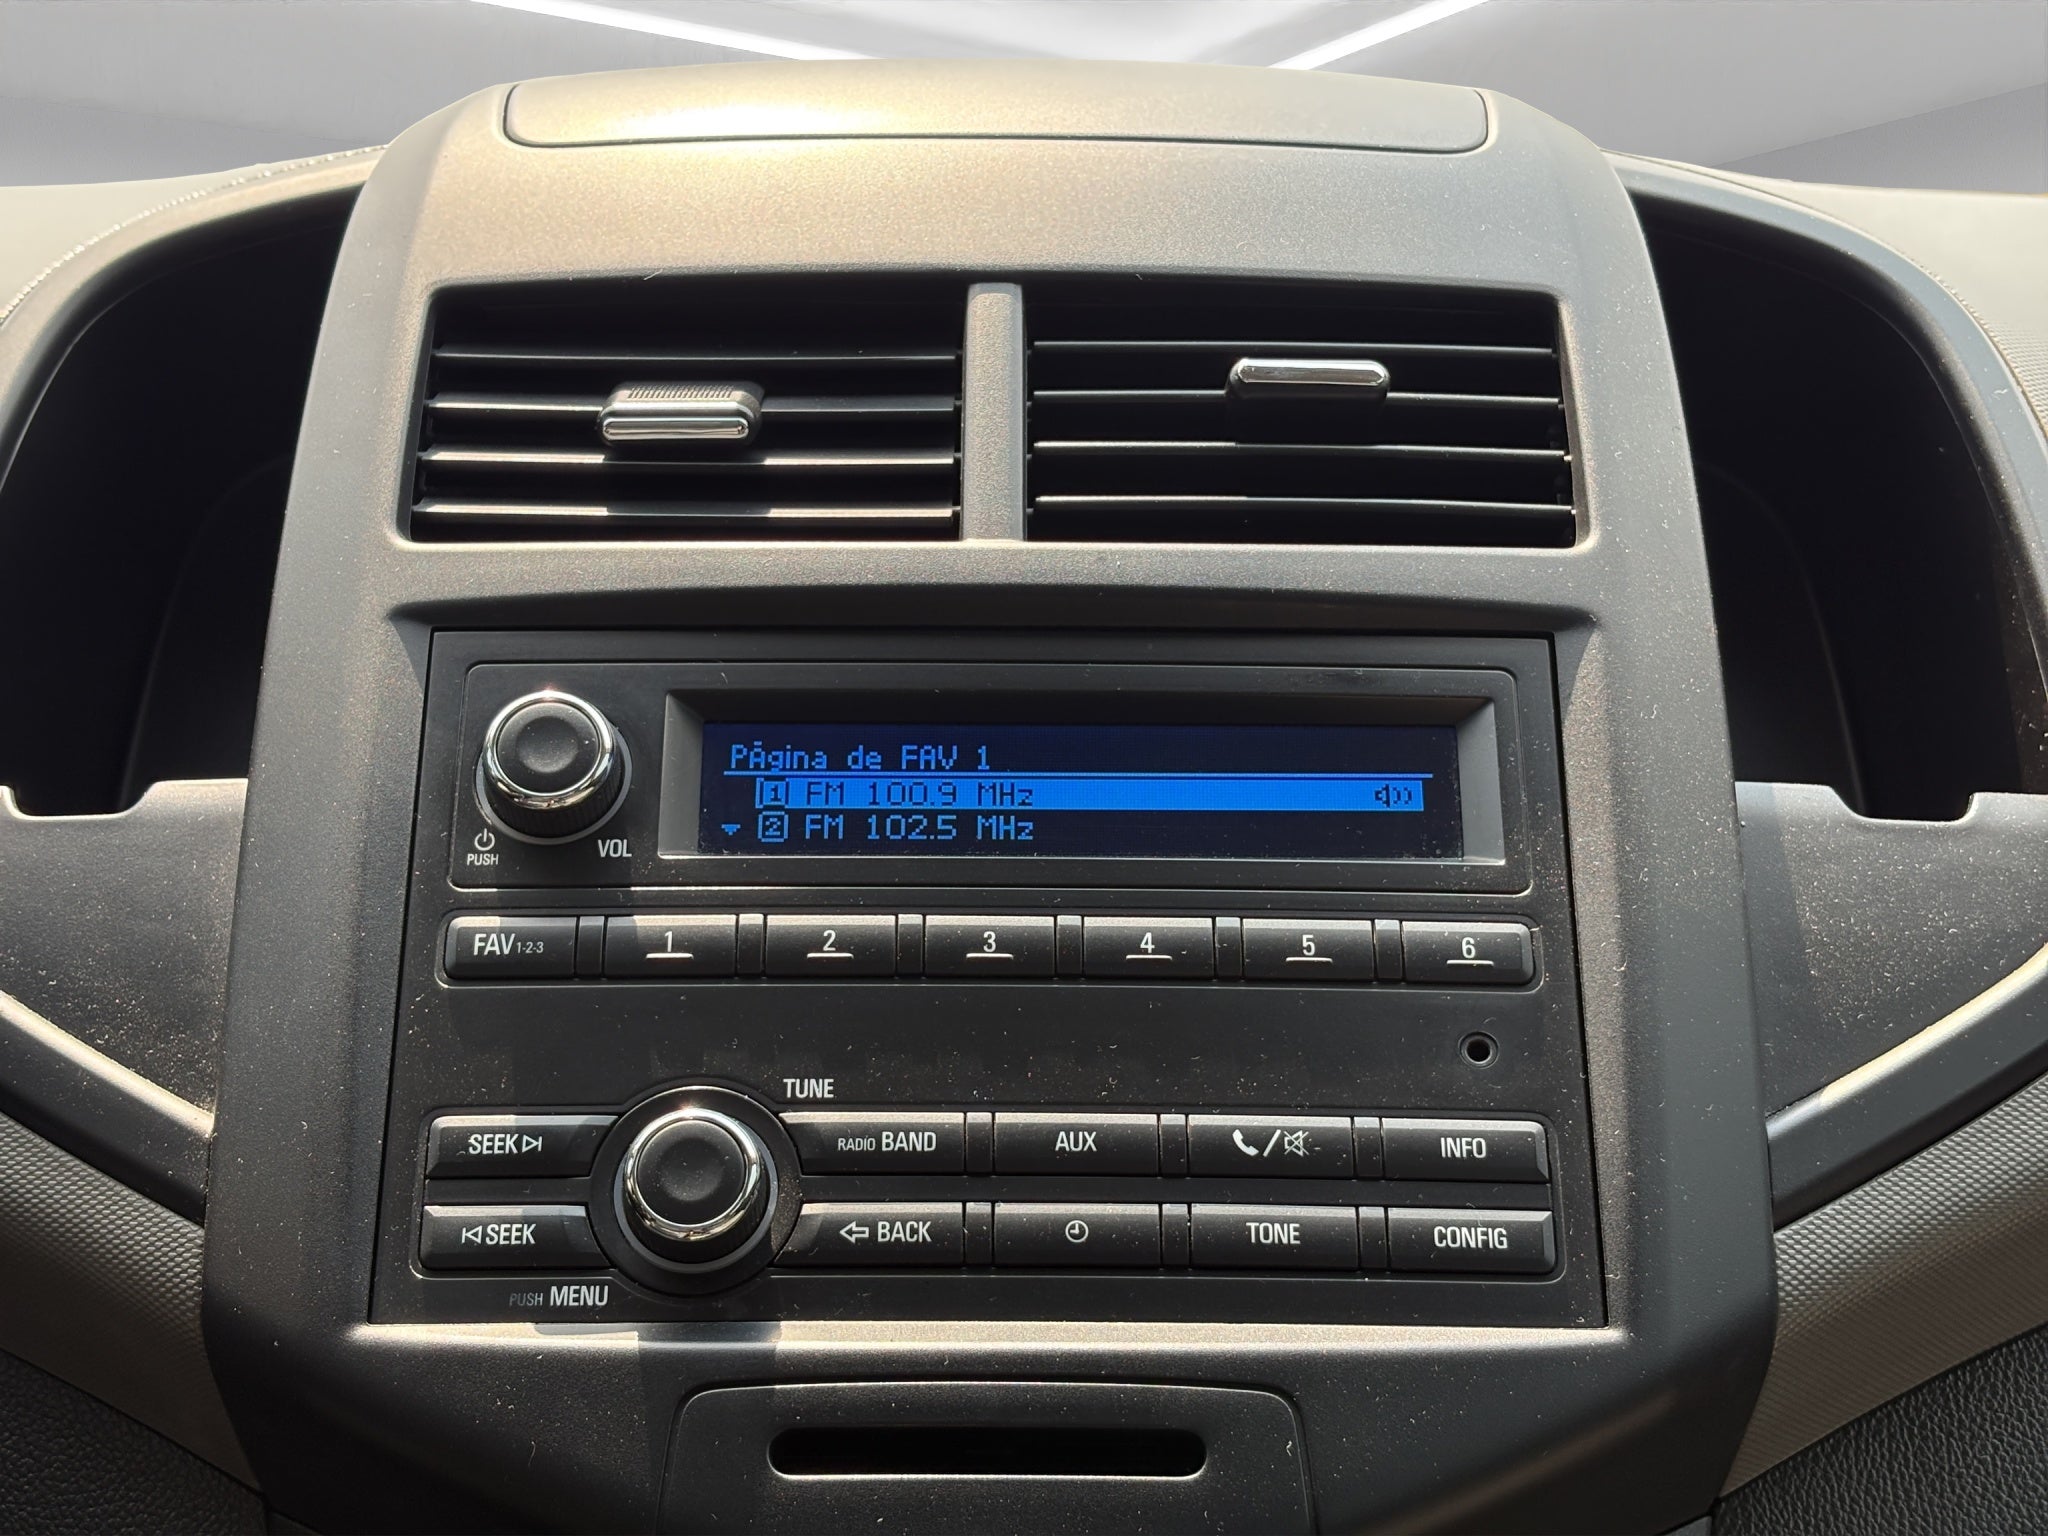 Página de FAV 1
1 FM 100.9 MHz
2 FM 102.5 MHz
PUSH
VOL
FAV 1-2-3
1
2
3
4
5
6
TUNE
SEEK
RADIO BAND
AUX
INFO
SEEK
BACK
TONE
CONFIG
PUSH MENU